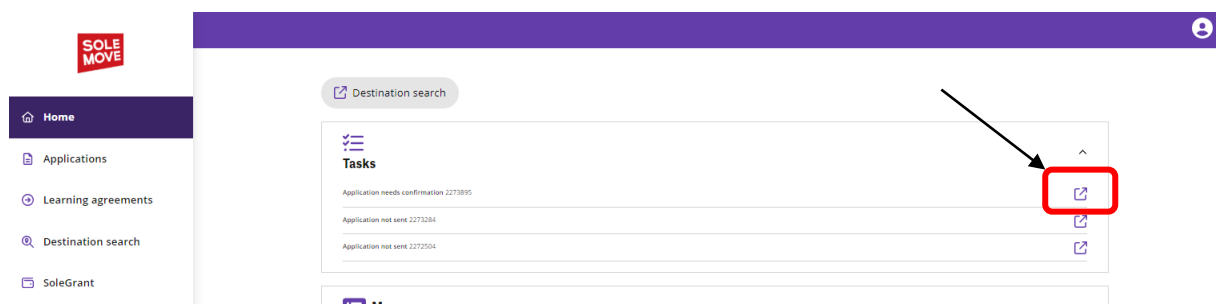 SOLE
MOVE
Home
Applications
Learning agreements
Destination search
SoleGrant
Destination search
Tasks
Application needs confirmation 2273895
Application not sent 2273284
Application not sent 2272504